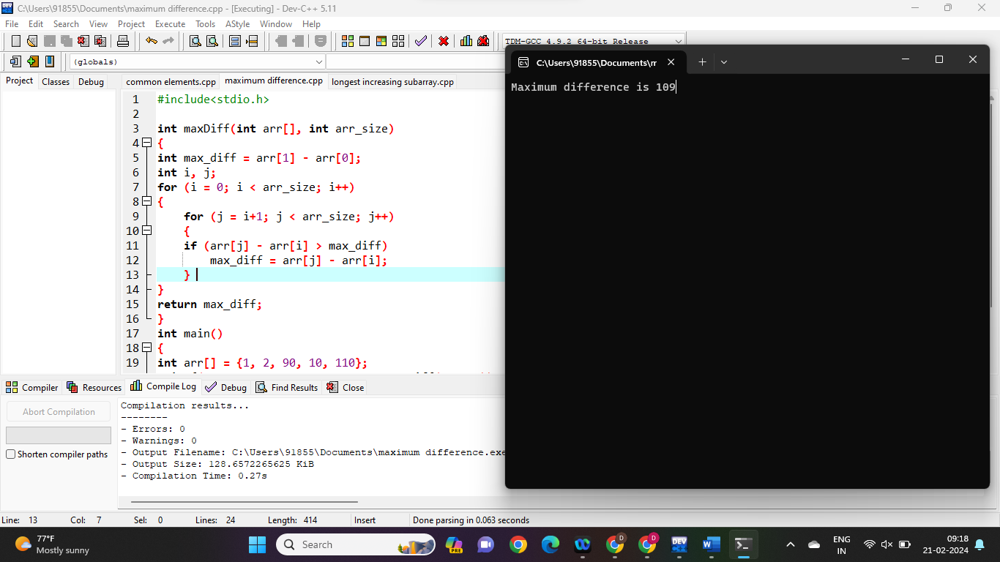 C:\Users\91855\Documents\maximum difference.cpp - [Executing] - Dev-C++ 5.11
File Edit Search View Project Execute Tools AStyle Window Help
TDM-GCC 4.9.2 64-bit Release
(globals)
Project Classes Debug
common elements.cpp maximum difference.cpp longest increasing subarray.cpp
1 #include<stdio.h>
2
3 int maxDiff(int arr[], int arr_size)
4 {
5 int max_diff = arr[1] - arr[0];
6 int i, j;
7 for (i = 0; i < arr_size; i++)
8 {
9 for (j = i+1; j < arr_size; j++)
10 {
11 if (arr[j] - arr[i] > max_diff)
12 max_diff = arr[j] - arr[i];
13 }
14 }
15 return max_diff;
16 }
17 int main()
18 {
19 int arr[] = {1, 2, 90, 10, 110};
C:\Users\91855\Documents\m
Maximum difference is 109
Compiler Resources Compile Log Debug Find Results Close
Abort Compilation
Shorten compiler paths
Compilation results...
--------
- Errors: 0
- Warnings: 0
- Output Filename: C:\Users\91855\Documents\maximum difference.exe
- Output Size: 128.6572265625 KiB
- Compilation Time: 0.27s
Line: 13 Col: 7 Sel: 0 Lines: 24 Length: 414 Insert Done parsing in 0.063 seconds
77°F
Mostly sunny
Search
PRE
D
D
DEV
ENG
IN
09:18
21-02-2024